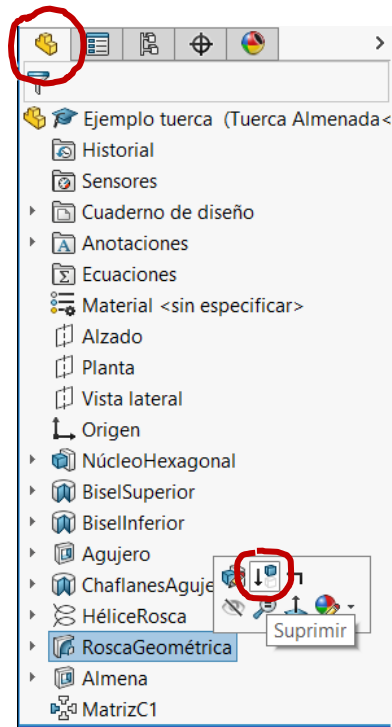 Ejemplo tuerca (Tuerca Almenada<
Historial
Sensores
Cuaderno de diseño
Anotaciones
Ecuaciones
Material <sin especificar>
Alzado
Planta
Vista lateral
Origen
NúcleoHexagonal
BiselSuperior
BiselInferior
Agujero
ChaflanesAguje
HéliceRosca
Suprimir
RoscaGeométrica
Almena
MatrizC1